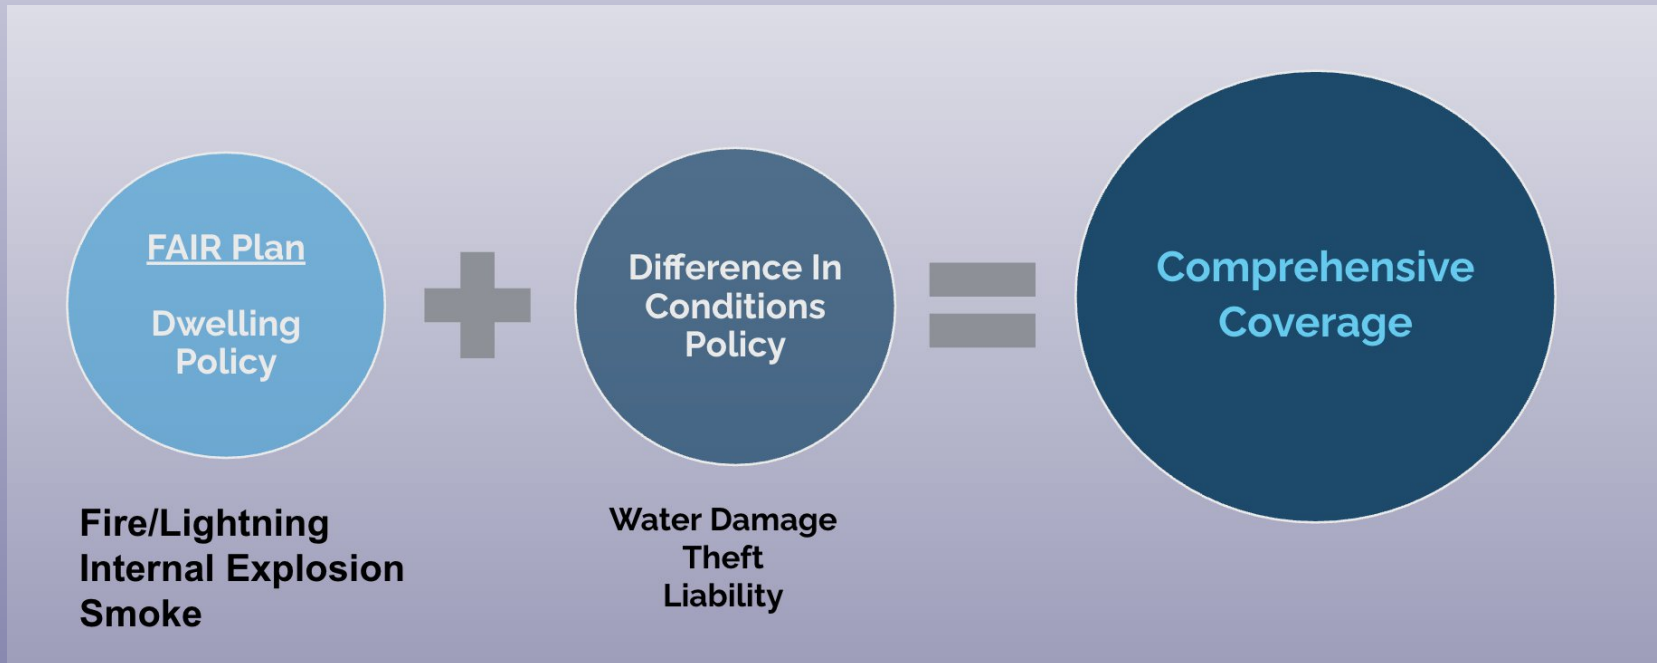 FAIR Plan
Dwelling
Policy
Fire/Lightning
Internal Explosion
Smoke
Difference In
Conditions
Policy
Water Damage
Theft
Liability
Comprehensive
Coverage